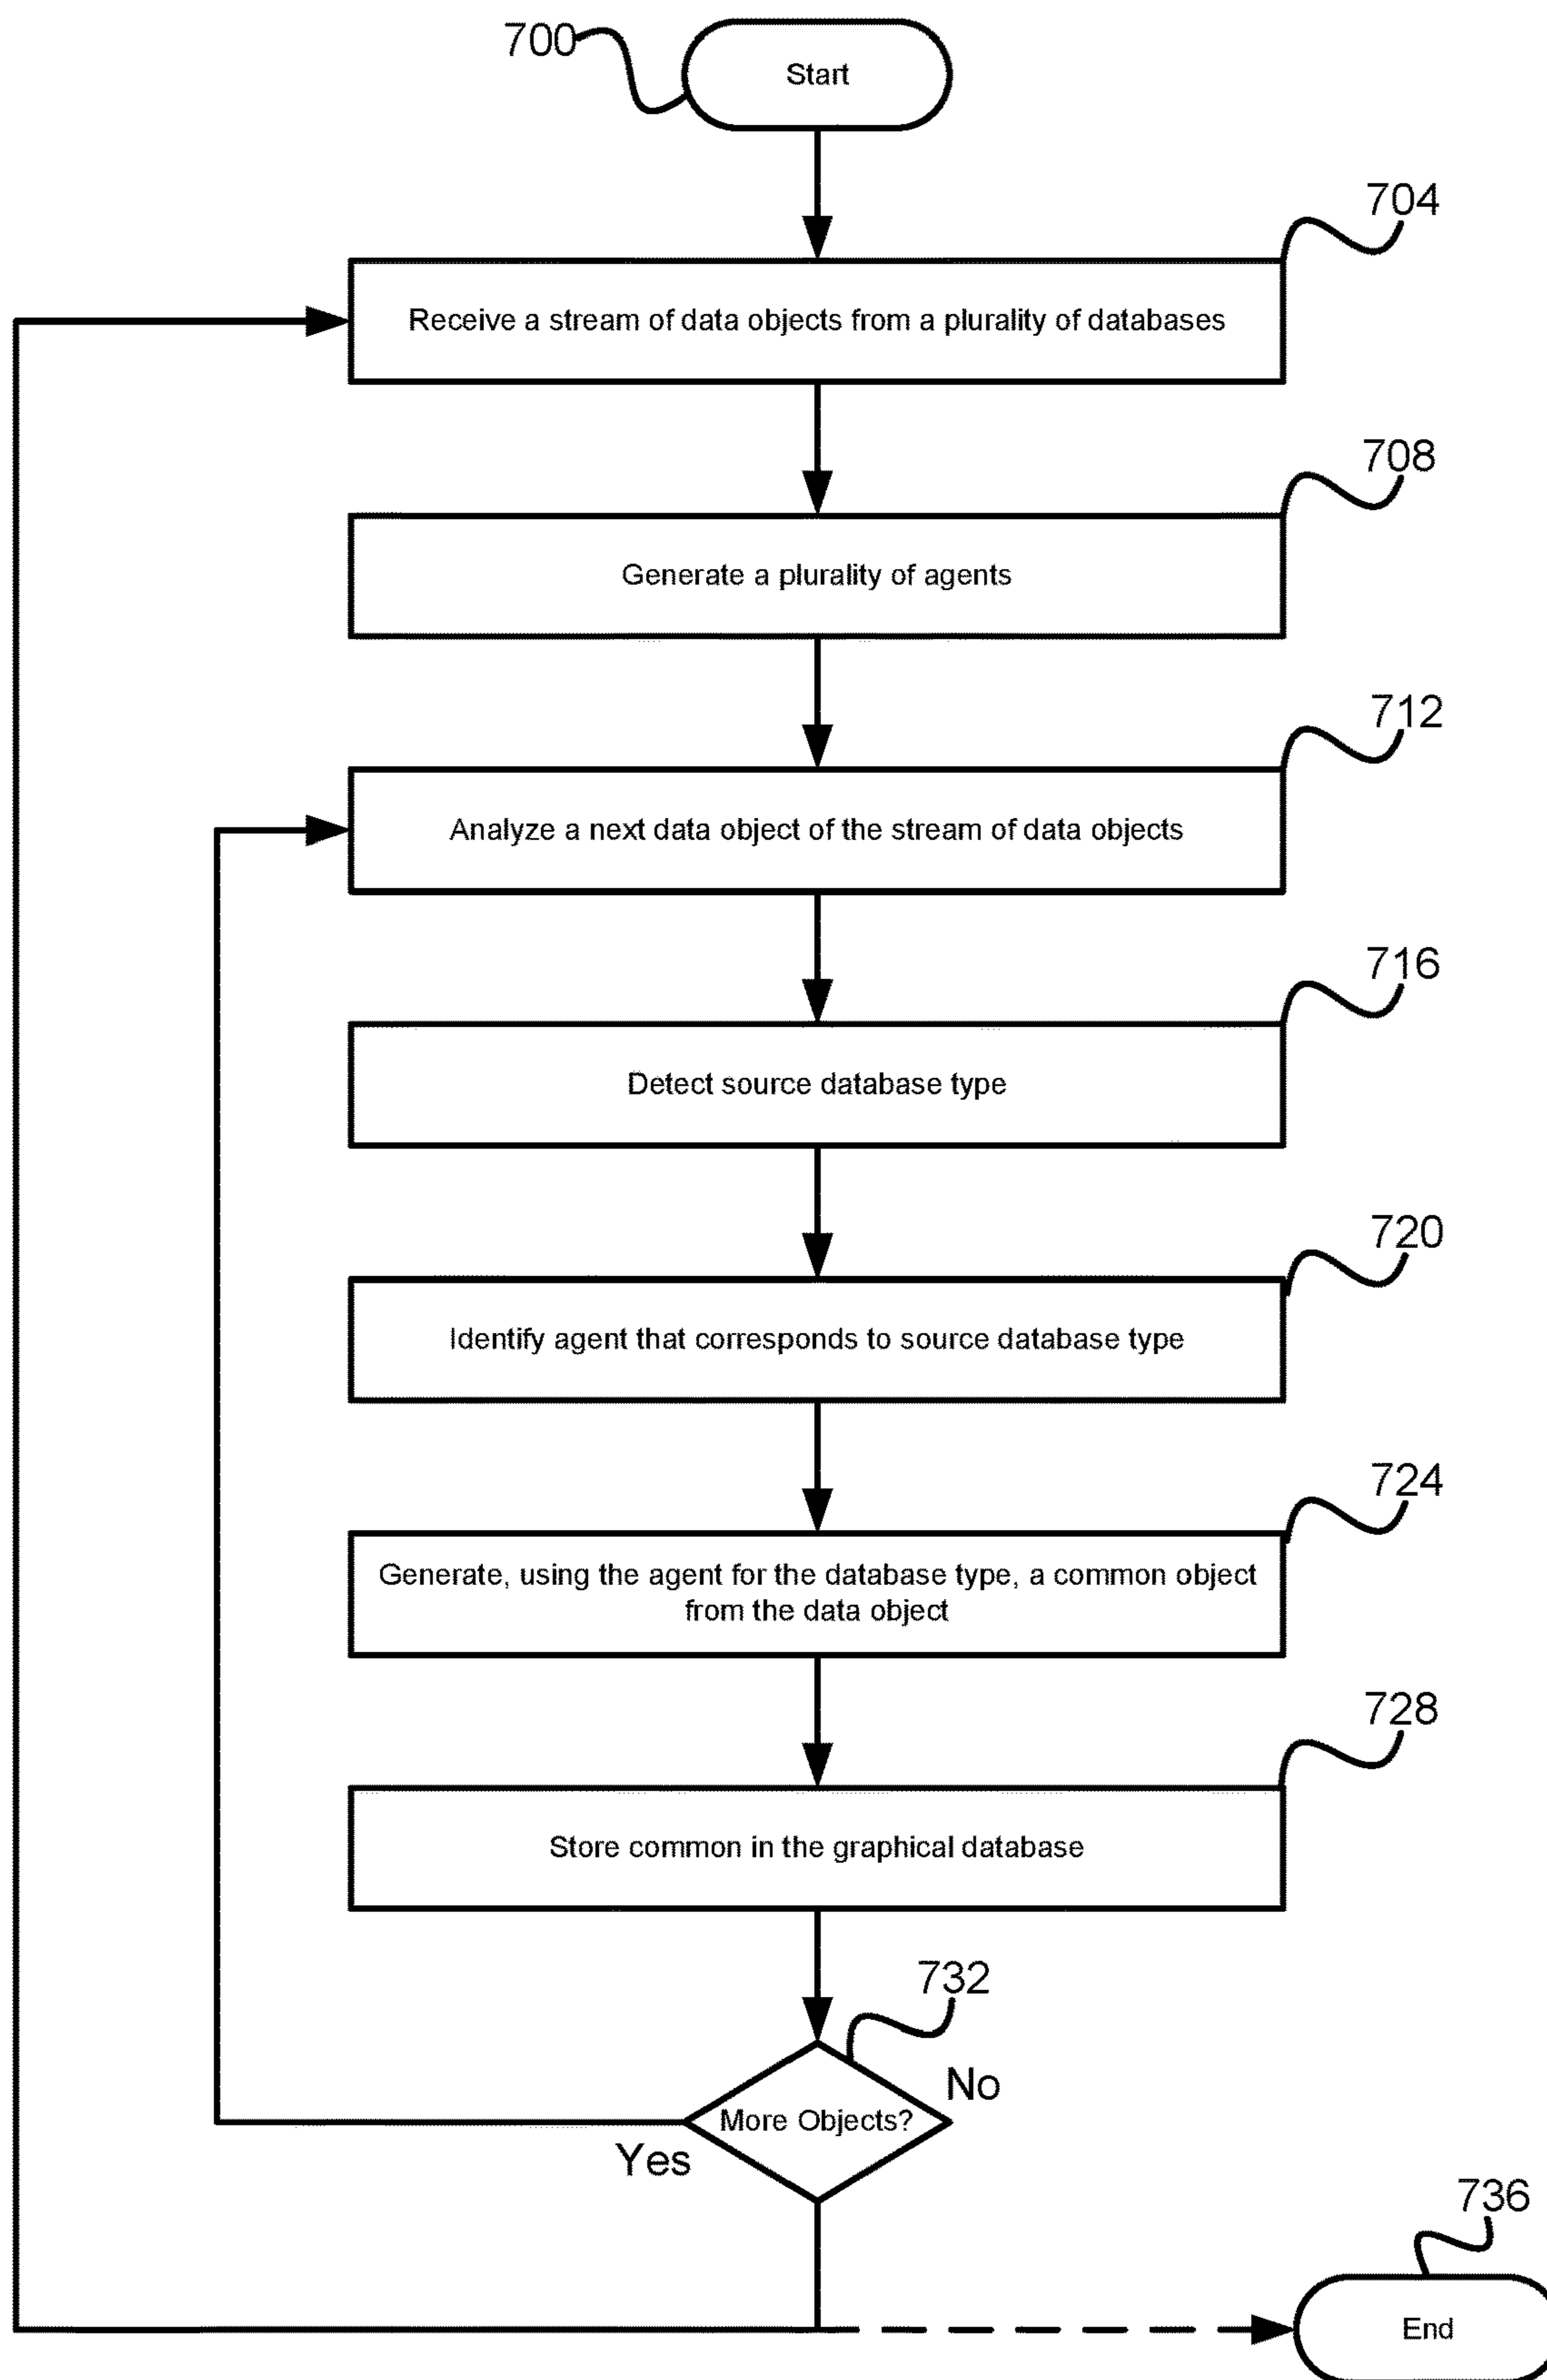 700
Start
704
Receive a stream of data objects from a plurality of databases
708
Generate a plurality of agents
712
Analyze a next data object of the stream of data objects
716
Detect source database type
720
Identify agent that corresponds to source database type
724
Generate, using the agent for the database type, a common object
from the data object
728
Store common in the graphical database
732
No
More Objects?
Yes
736
End